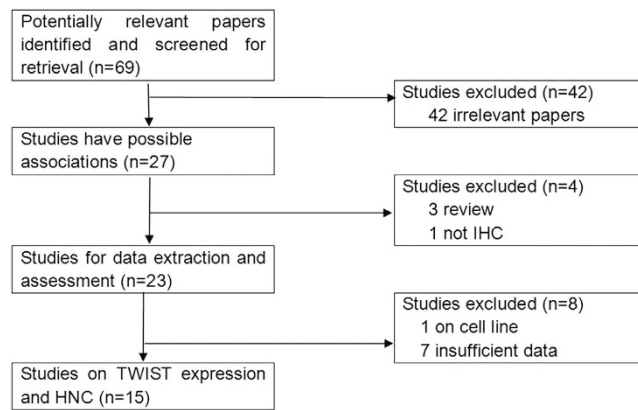 Potentially relevant papers
identified and screened for
retrieval (n=69)
Studies excluded (n=42)
42 irrelevant papers
Studies have possible
associations (n=27)
Studies excluded (n=4)
3 review
1 not IHC
Studies for data extraction and
assessment (n=23)
Studies excluded (n=8)
1 on cell line
7 insufficient data
Studies on TWIST expression
and HNC (n=15)